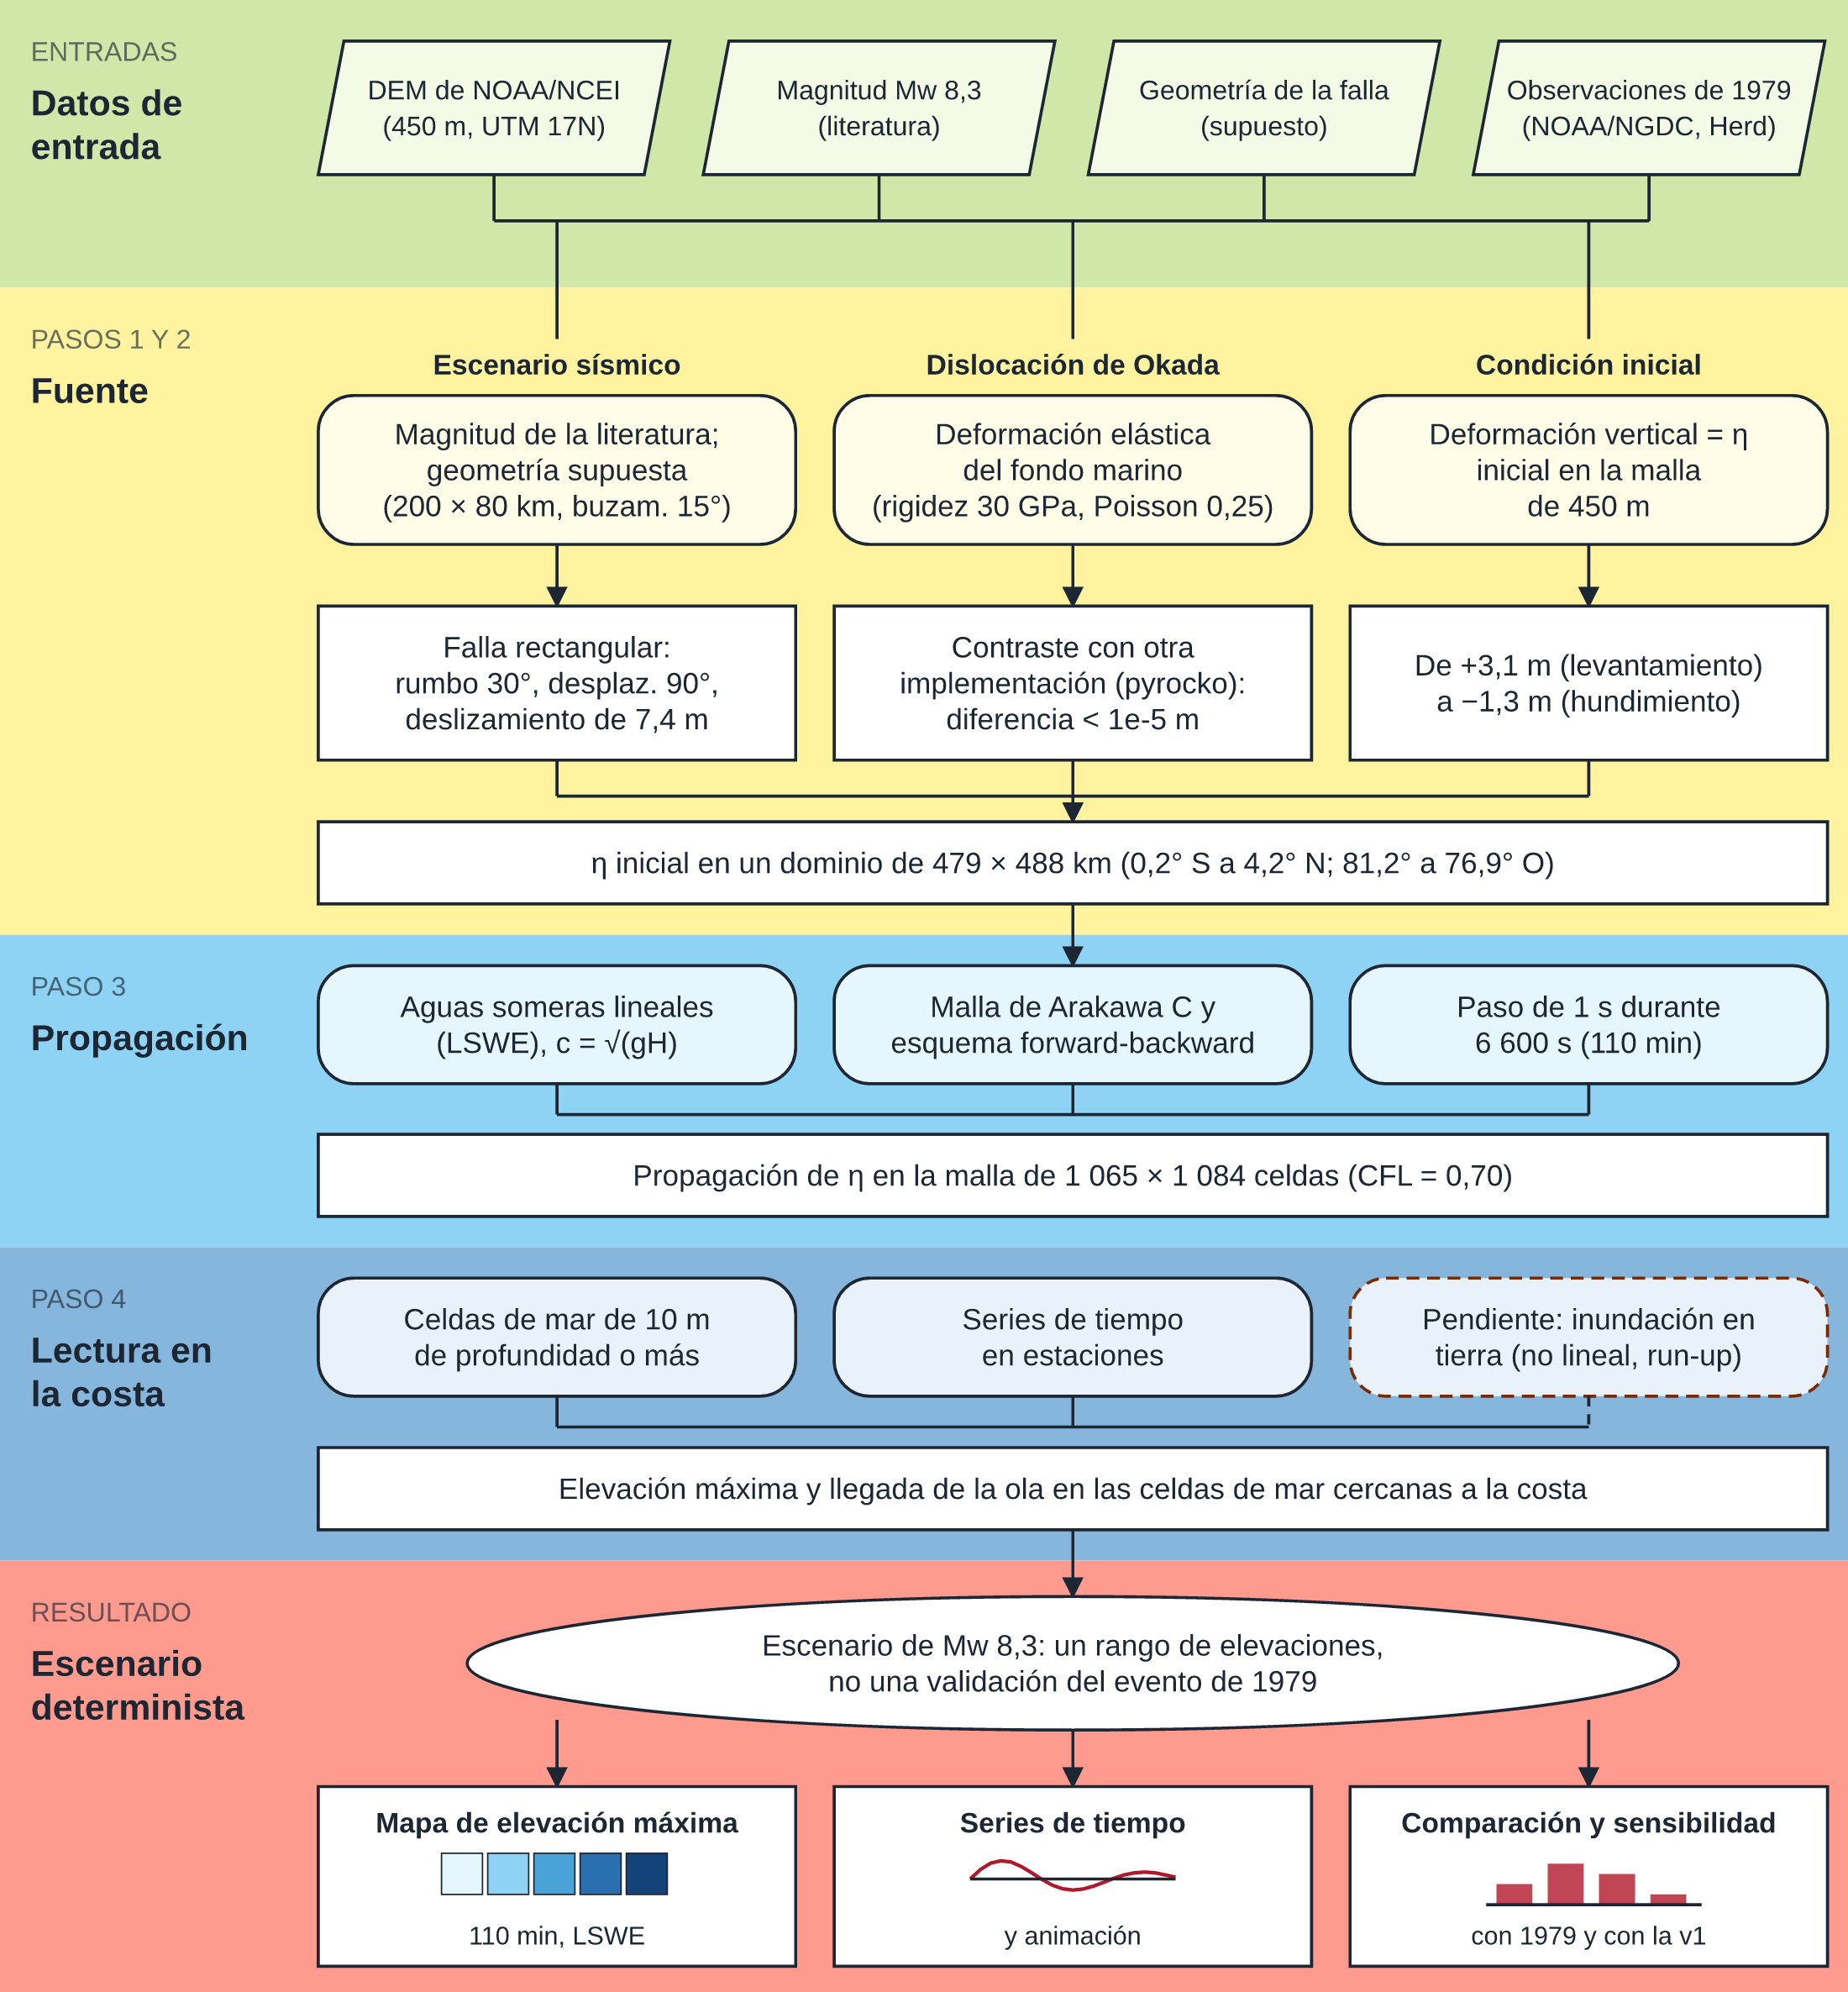 ENTRADAS
Datos de
entrada
DEM de NOAA/NCEI
(450 m, UTM 17N)
Magnitud Mw 8,3
(literatura)
Geometría de la falla
(supuesto)
Observaciones de 1979
(NOAA/NGDC, Herd)
PASOS 1 Y 2
Fuente
Escenario sísmico
Magnitud de la literatura;
geometría supuesta
(200 × 80 km, buzam. 15°)
Dislocación de Okada
Deformación elástica
del fondo marino
(rigidez 30 GPa, Poisson 0,25)
Condición inicial
Deformación vertical = η
inicial en la malla
de 450 m
Falla rectangular:
rumbo 30°, desplaz. 90°,
deslizamiento de 7,4 m
Contraste con otra
implementación (pyrocko):
diferencia < 1e-5 m
De +3,1 m (levantamiento)
a −1,3 m (hundimiento)
η inicial en un dominio de 479 × 488 km (0,2° S a 4,2° N; 81,2° a 76,9° O)
PASO 3
Propagación
Aguas someras lineales
(LSWE), c = √(gH)
Malla de Arakawa C y
esquema forward-backward
Paso de 1 s durante
6 600 s (110 min)
Propagación de η en la malla de 1 065 × 1 084 celdas (CFL = 0,70)
PASO 4
Lectura en
la costa
Celdas de mar de 10 m
de profundidad o más
Series de tiempo
en estaciones
Pendiente: inundación en
tierra (no lineal, run-up)
Elevación máxima y llegada de la ola en las celdas de mar cercanas a la costa
RESULTADO
Escenario
determinista
Escenario de Mw 8,3: un rango de elevaciones,
no una validación del evento de 1979
Mapa de elevación máxima
110 min, LSWE
Series de tiempo
y animación
Comparación y sensibilidad
con 1979 y con la v1